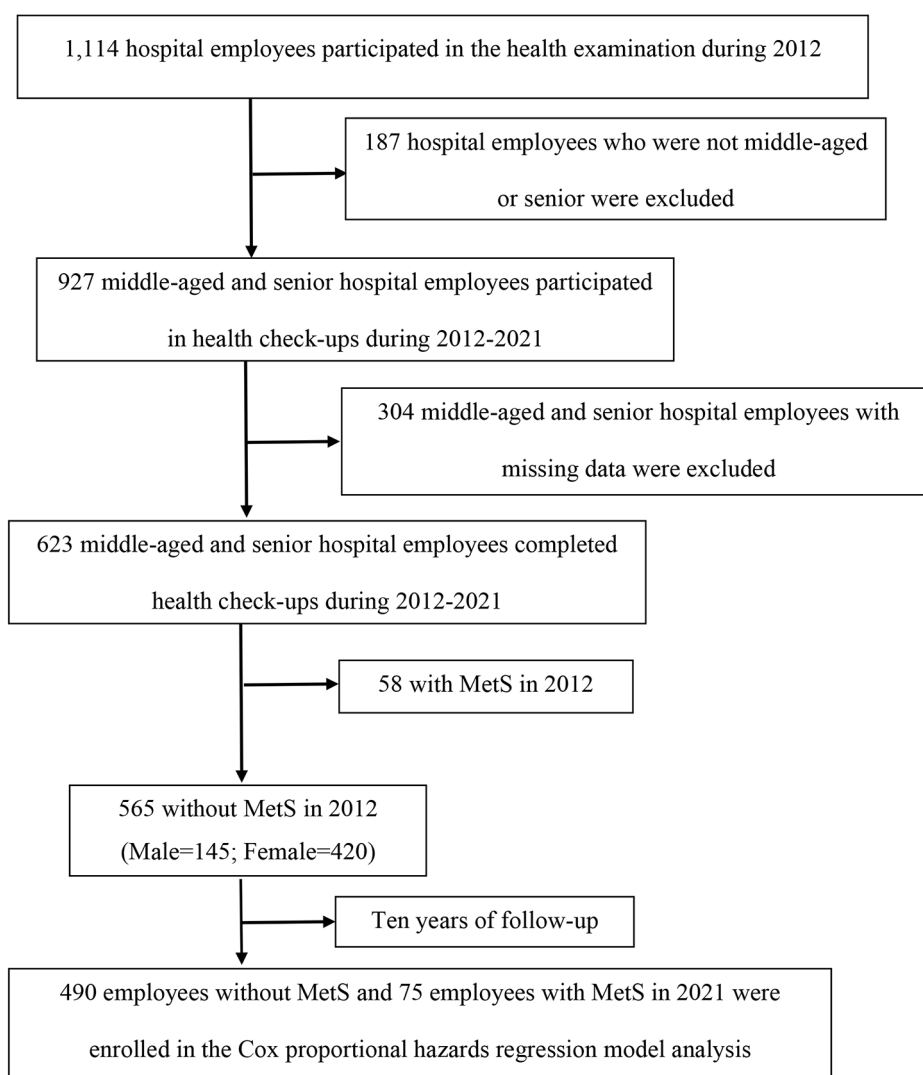 1,114 hospital employees participated in the health examination during 2012
187 hospital employees who were not middle-aged
or senior were excluded
927 middle-aged and senior hospital employees participated
in health check-ups during 2012-2021
304 middle-aged and senior hospital employees with
missing data were excluded
623 middle-aged and senior hospital employees completed
health check-ups during 2012-2021
58 with MetS in 2012
565 without MetS in 2012
(Male=145; Female=420)
Ten years of follow-up
490 employees without MetS and 75 employees with MetS in 2021 were
enrolled in the Cox proportional hazards regression model analysis